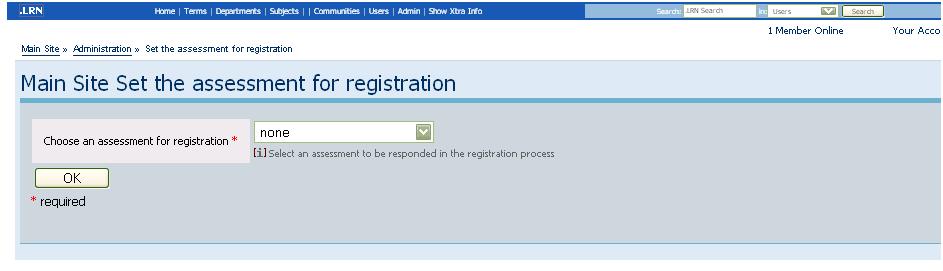 .LRN Home | Terms | Departments | Subjects | | Communities | Users | Admin | Show Xtra Info Search: .LRN Search in: Users Search
1 Member Online Your Acco
Main Site » Administration » Set the assessment for registration
Main Site Set the assessment for registration
Choose an assessment for registration * none
[i] Select an assessment to be responded in the registration process
OK
* required